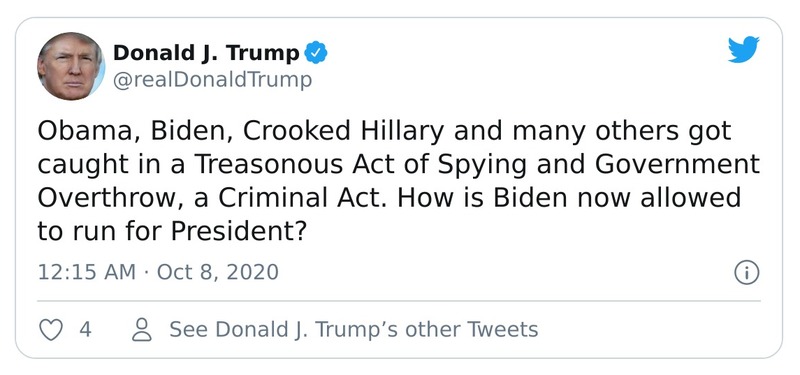 Donald J. Trump
@realDonaldTrump
Obama, Biden, Crooked Hillary and many others got
caught in a Treasonous Act of Spying and Government
Overthrow, a Criminal Act. How is Biden now allowed
to run for President?
12:15 AM · Oct 8, 2020
4 See Donald J. Trump’s other Tweets